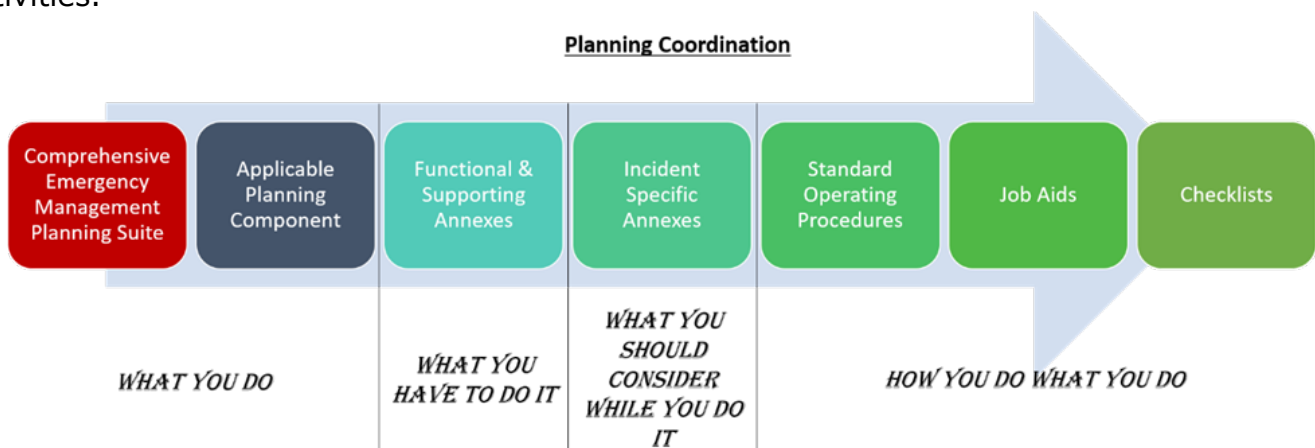 tivities.
Planning Coordination
Comprehensive
Emergency
Management
Planning Suite
Applicable
Planning
Component
Functional &
Supporting
Annexes
Incident
Specific
Annexes
Standard
Operating
Procedures
Job Aids
Checklists
WHAT YOU DO
WHAT YOU
HAVE TO DO IT
WHAT YOU
SHOULD
CONSIDER
WHILE YOU DO
IT
HOW YOU DO WHAT YOU DO